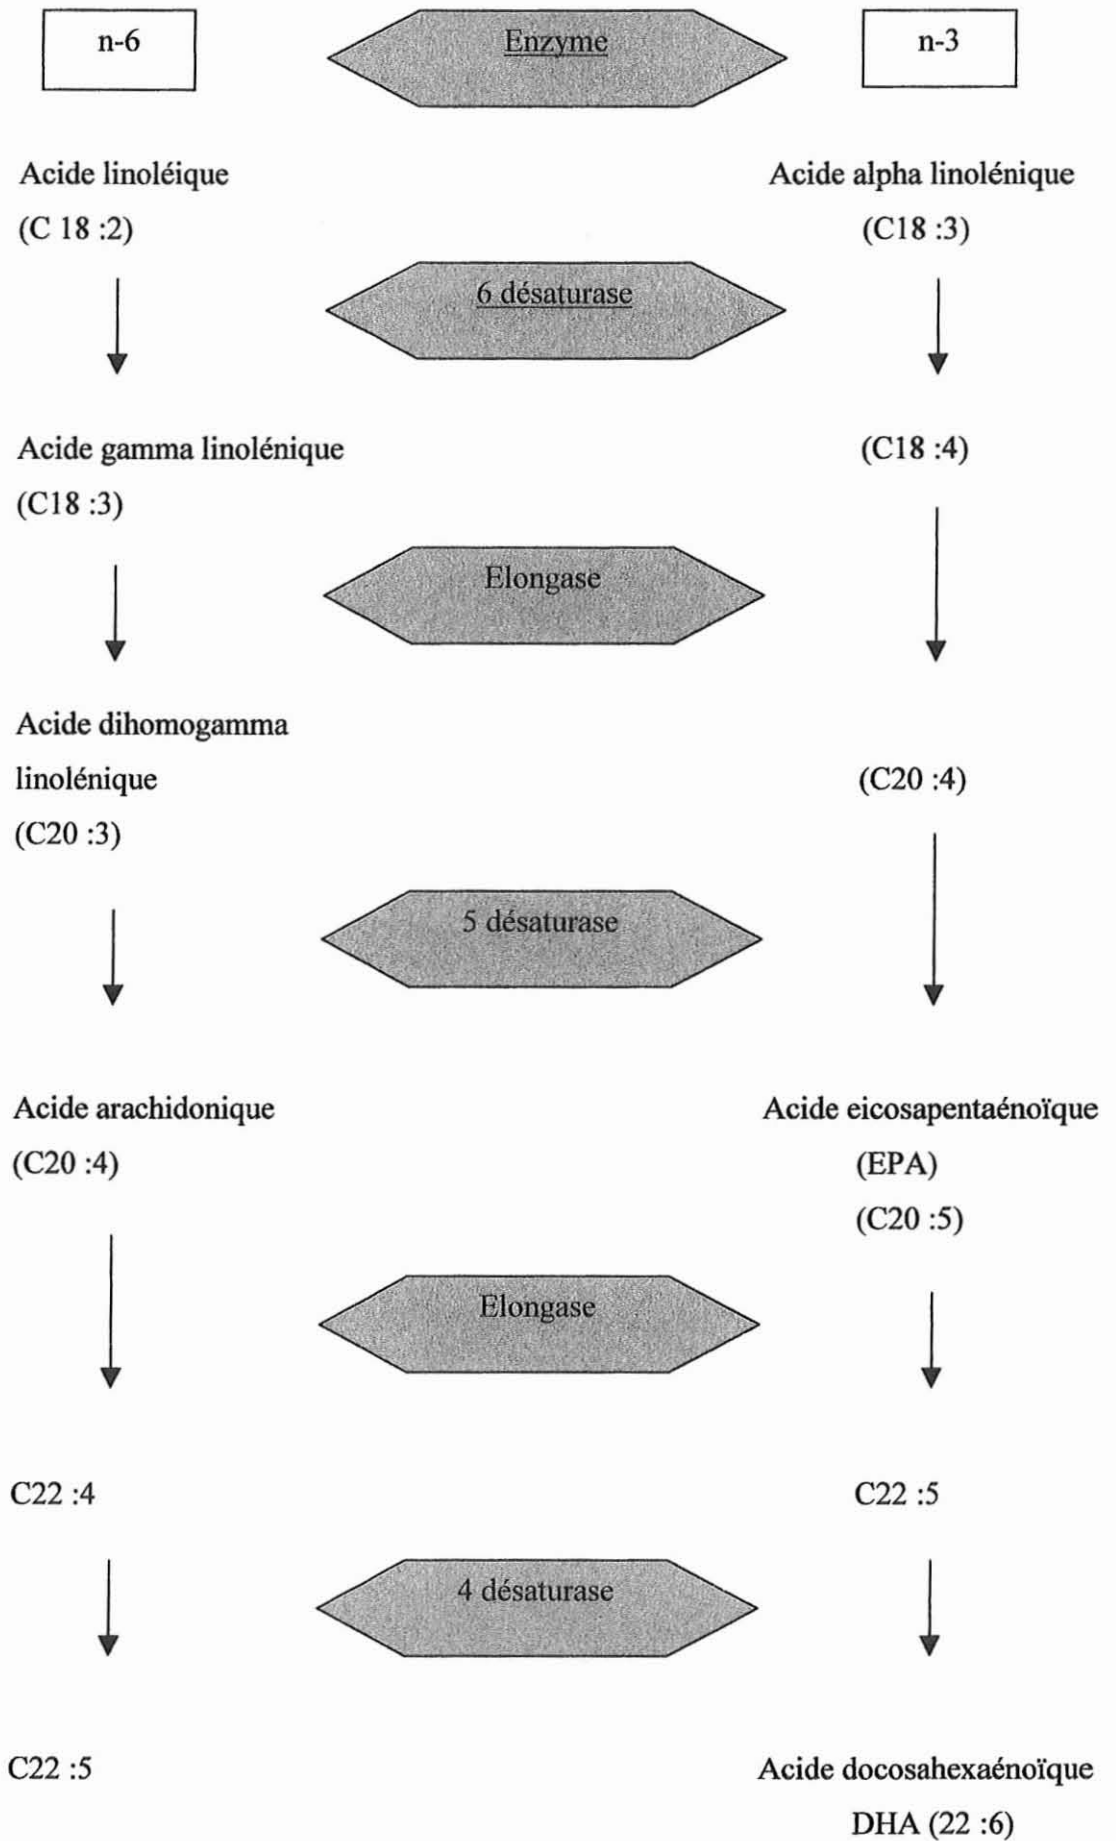 n-6
Enzyme
n-3
Acide linoléique
(C 18 :2)
Acide alpha linolénique
(C18 :3)
6 désaturase
Acide gamma linolénique
(C18 :3)
(C18 :4)
Elongase
Acide dihomogamma
linolénique
(C20 :3)
(C20 :4)
5 désaturase
Acide arachidonique
(C20 :4)
Acide eicosapentaénoïque
(EPA)
(C20 :5)
Elongase
C22 :4
C22 :5
4 désaturase
C22 :5
Acide docosahexaénoïque
DHA (22 :6)